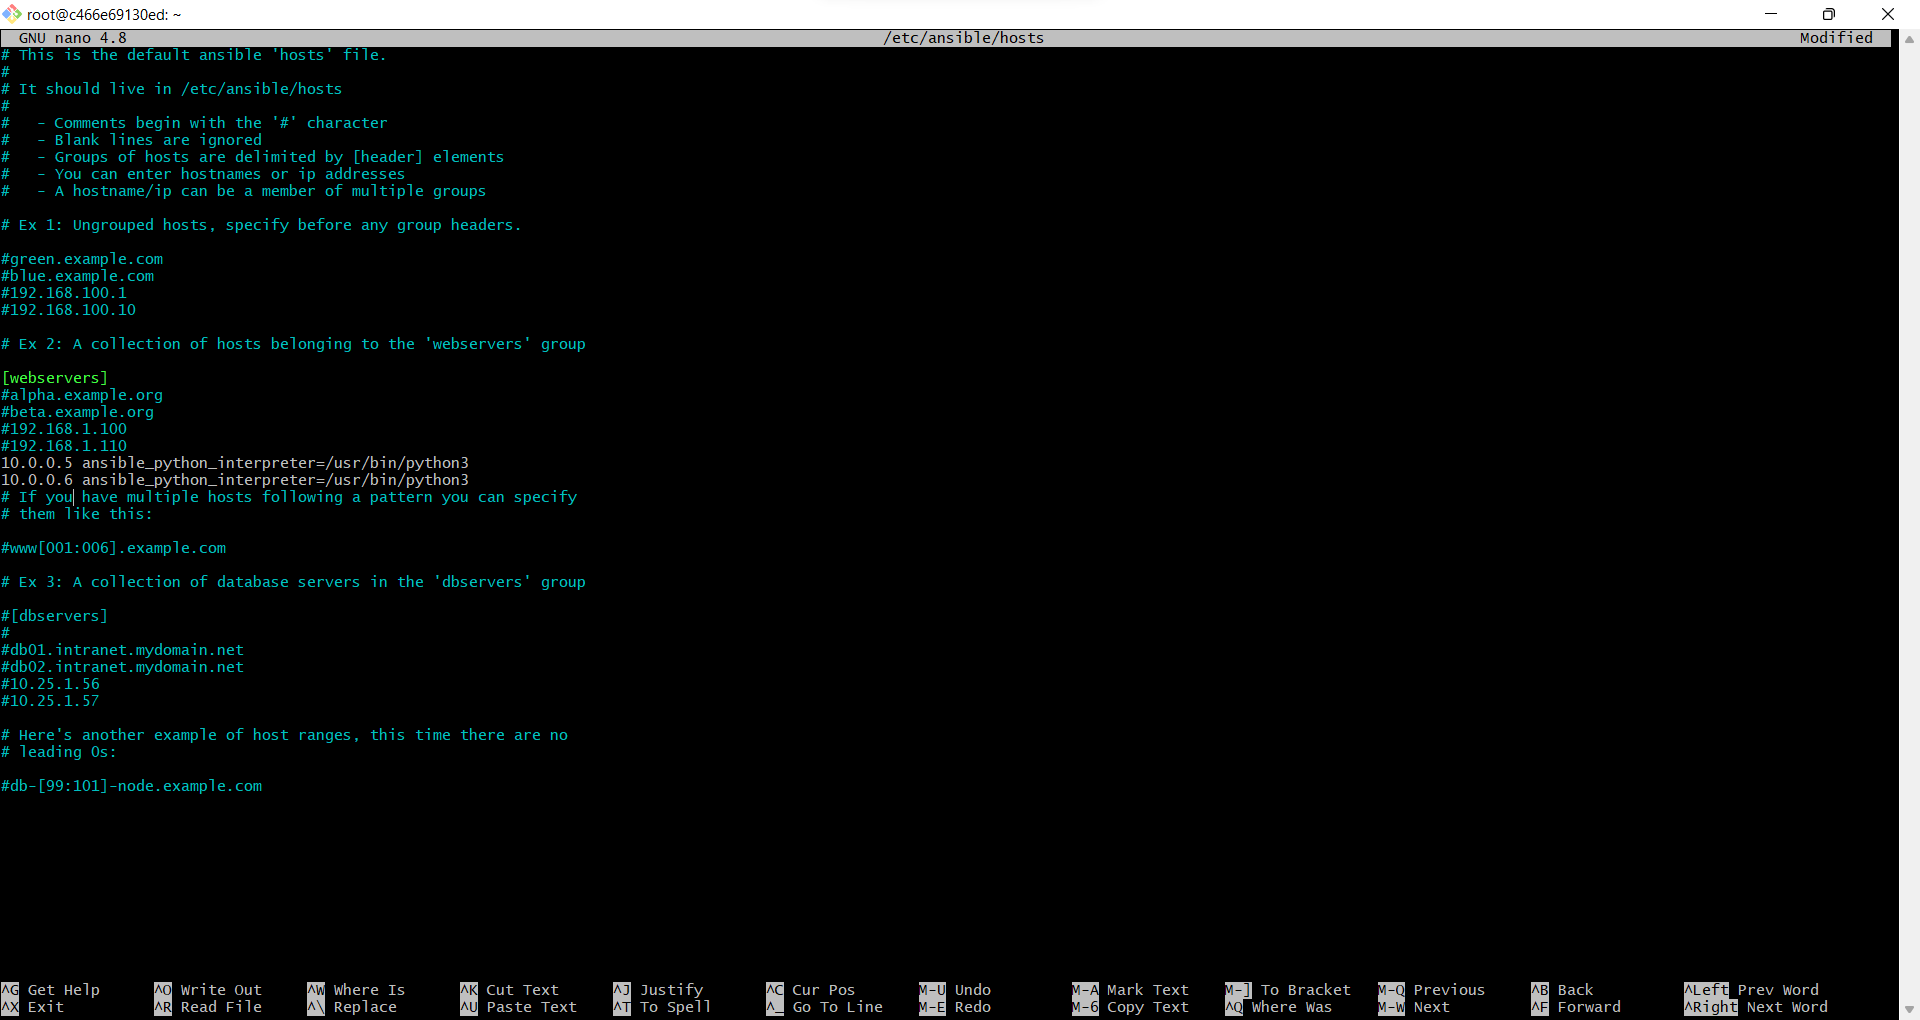 root@c466e69130ed: ~
GNU nano 4.8 /etc/ansible/hosts Modified
# This is the default ansible 'hosts' file.
#
# It should live in /etc/ansible/hosts
#
#   - Comments begin with the '#' character
#   - Blank lines are ignored
#   - Groups of hosts are delimited by [header] elements
#   - You can enter hostnames or ip addresses
#   - A hostname/ip can be a member of multiple groups
# Ex 1: Ungrouped hosts, specify before any group headers.
#green.example.com
#blue.example.com
#192.168.100.1
#192.168.100.10
# Ex 2: A collection of hosts belonging to the 'webservers' group
[webservers]
#alpha.example.org
#beta.example.org
#192.168.1.100
#192.168.1.110
10.0.0.5 ansible_python_interpreter=/usr/bin/python3
10.0.0.6 ansible_python_interpreter=/usr/bin/python3
# If you have multiple hosts following a pattern you can specify
# them like this:
#www[001:006].example.com
# Ex 3: A collection of database servers in the 'dbservers' group
#[dbservers]
#
#db01.intranet.mydomain.net
#db02.intranet.mydomain.net
#10.25.1.56
#10.25.1.57
# Here's another example of host ranges, this time there are no
# leading 0s:
#db-[99:101]-node.example.com
^G Get Help ^O Write Out ^W Where Is ^K Cut Text ^J Justify ^C Cur Pos M-U Undo M-A Mark Text M-] To Bracket M-Q Previous ^B Back ^Left Prev Word
^X Exit ^R Read File ^\ Replace ^U Paste Text ^T To Spell ^_ Go To Line M-E Redo M-6 Copy Text ^Q Where Was M-W Next ^F Forward ^Right Next Word